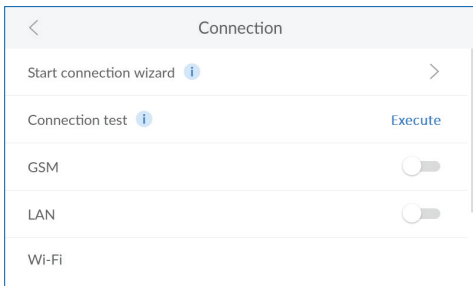 Connection
Start connection wizard i
Connection test i Execute
GSM
LAN
Wi-Fi